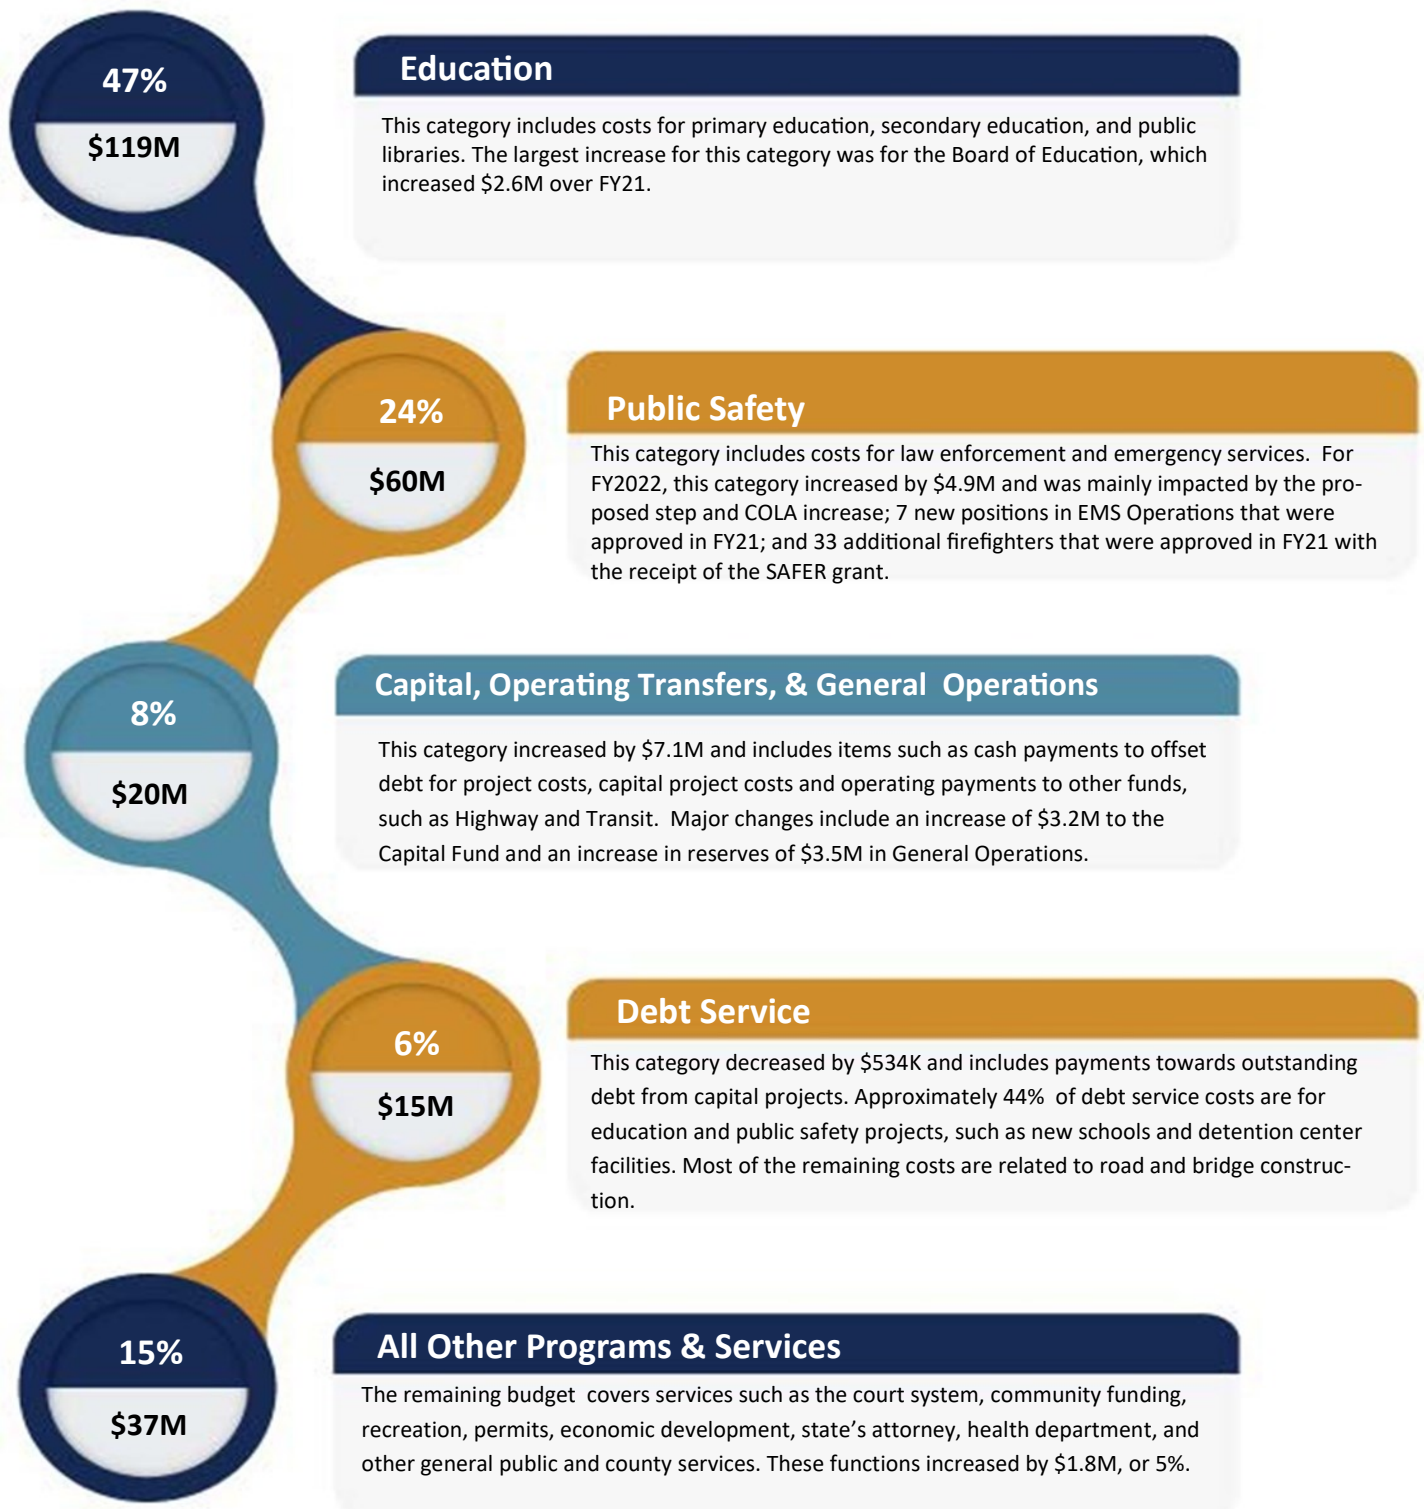 47%
$119M
Education
This category includes costs for primary education, secondary education, and public
libraries. The largest increase for this category was for the Board of Education, which
increased $2.6M over FY21.
24%
$60M
Public Safety
This category includes costs for law enforcement and emergency services.  For
FY2022, this category increased by $4.9M and was mainly impacted by the pro-
posed step and COLA increase; 7 new positions in EMS Operations that were
approved in FY21; and 33 additional firefighters that were approved in FY21 with
the receipt of the SAFER grant.
8%
$20M
Capital, Operating Transfers, & General  Operations
This category increased by $7.1M and includes items such as cash payments to offset
debt for project costs, capital project costs and operating payments to other funds,
such as Highway and Transit.  Major changes include an increase of $3.2M to the
Capital Fund and an increase in reserves of $3.5M in General Operations.
6%
$15M
Debt Service
This category decreased by $534K and includes payments towards outstanding
debt from capital projects. Approximately 44%  of debt service costs are for
education and public safety projects, such as new schools and detention center
facilities. Most of the remaining costs are related to road and bridge construc-
tion.
15%
$37M
All Other Programs & Services
The remaining budget  covers services such as the court system, community funding,
recreation, permits, economic development, state’s attorney, health department, and
other general public and county services. These functions increased by $1.8M, or 5%.